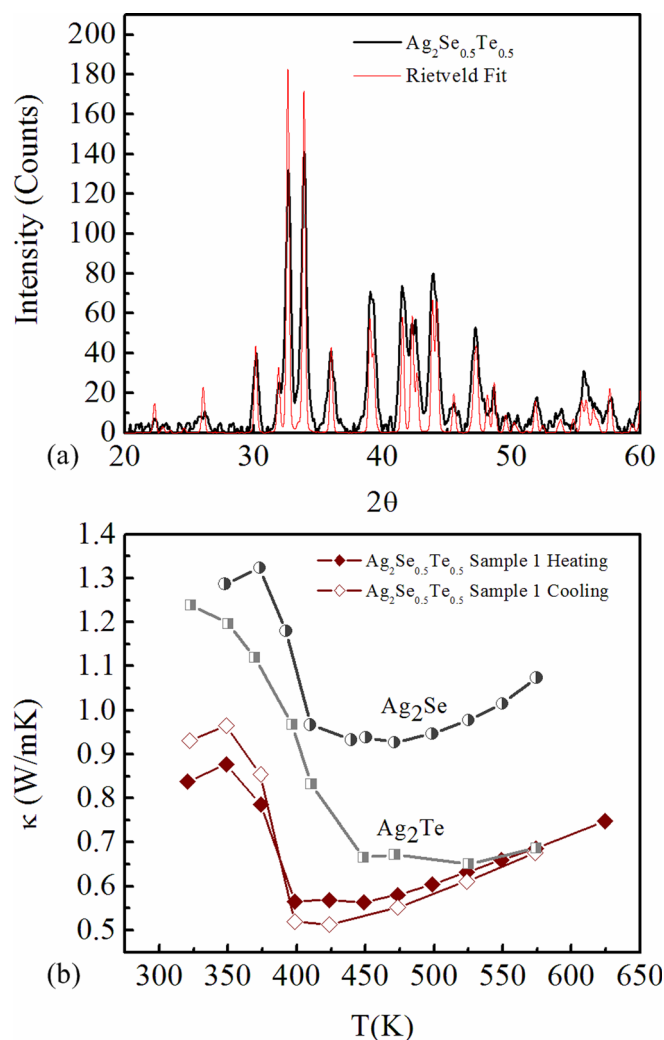 200
180
160
140
120
100
80
60
40
20
0
Intensity (Counts)
Ag₂Se₀.₅Te₀.₅
Rietveld Fit
20 30 40 50 60
(a)
2θ
1.4
1.3
1.2
1.1
1.0
0.9
0.8
0.7
0.6
0.5
κ (W/mK)
Ag₂Se₀.₅Te₀.₅ Sample 1 Heating
Ag₂Se₀.₅Te₀.₅ Sample 1 Cooling
Ag₂Se
Ag₂Te
300 350 400 450 500 550 600 650
(b)
T(K)